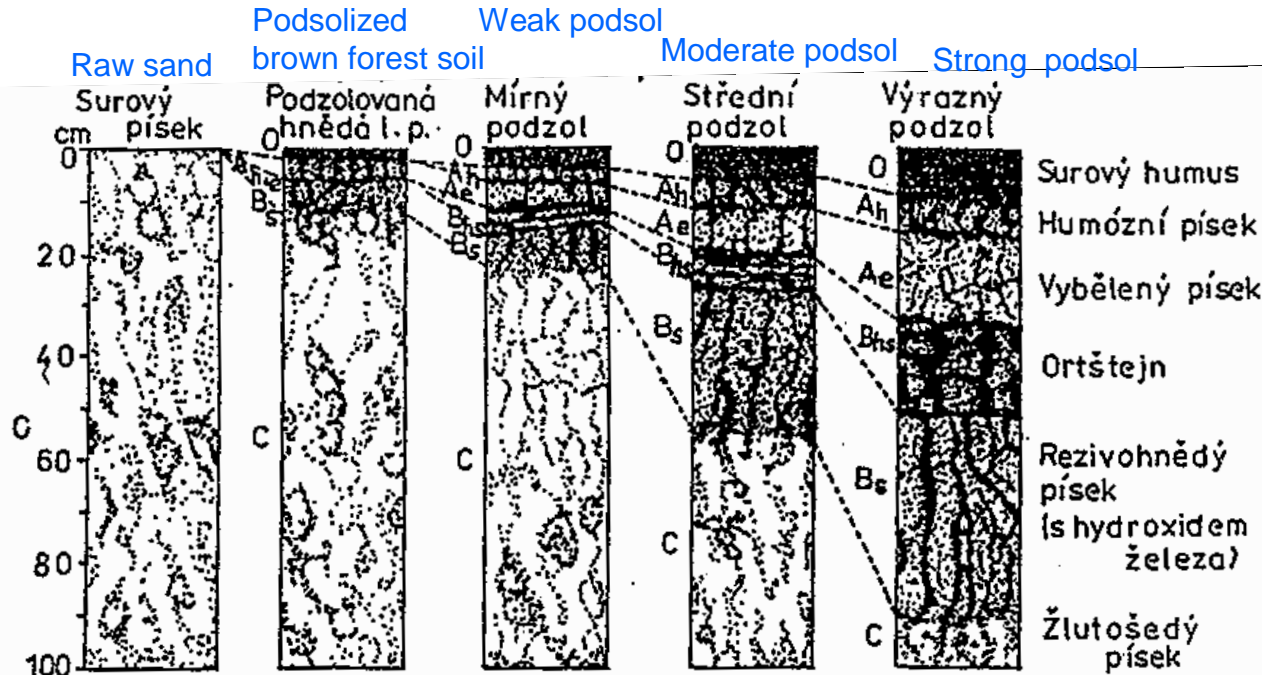 Raw sand
Podsolized
brown forest soil
Weak podsol
Moderate podsol
Strong podsol
Surový
písek
Podzolovaná
hnědá l. p.
Mírný
podzol
Střední
podzol
Výrazný
podzol
cm
0
20
40
60
80
100
C
O
Bs
C
O
Ah
Ae
Bhs
Bs
C
O
Ah
Ae
Bhs
Bs
C
O
Ah
Ae
Bhs
Bs
C
Surový humus
Humózní písek
Vybělený písek
Ortštejn
Rezivohnědý
písek
(s hydroxidem
železa)
Žlutošedý
písek